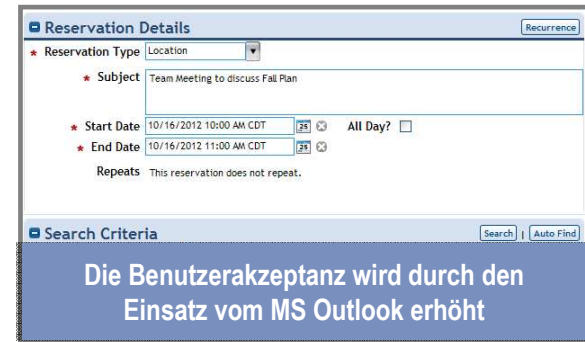 Reservation Details
Recurrence
* Reservation Type Location
* Subject Team Meeting to discuss Fall Plan
* Start Date 10/16/2012 10:00 AM CDT 25 All Day?
* End Date 10/16/2012 11:00 AM CDT 25
Repeats This reservation does not repeat.
Search Criteria
Search | Auto Find
Die Benutzerakzeptanz wird durch den
Einsatz vom MS Outlook erhöht